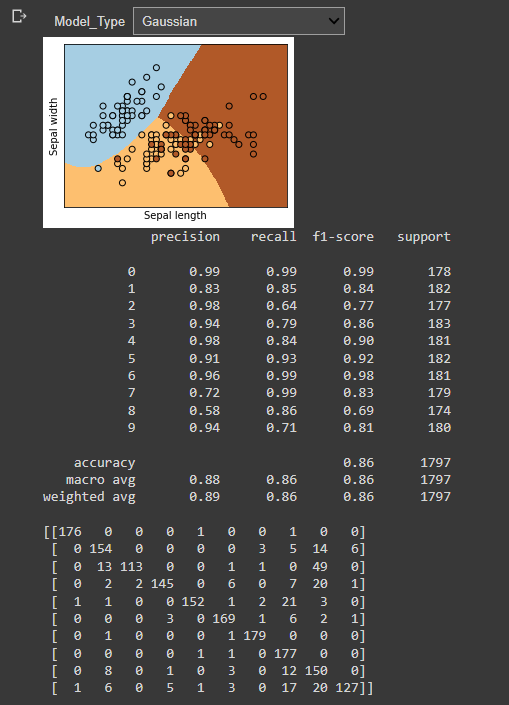 Model_Type Gaussian
Sepal width
Sepal length
precision recall f1-score support
0 0.99 0.99 0.99 178
1 0.83 0.85 0.84 182
2 0.98 0.64 0.77 177
3 0.94 0.79 0.86 183
4 0.98 0.84 0.90 181
5 0.91 0.93 0.92 182
6 0.96 0.99 0.98 181
7 0.72 0.99 0.83 179
8 0.58 0.86 0.69 174
9 0.94 0.71 0.81 180
accuracy 0.86 1797
macro avg 0.88 0.86 0.86 1797
weighted avg 0.89 0.86 0.86 1797
[[176 0 0 0 1 0 0 1 0 0]
[ 0 154 0 0 0 0 3 5 14 6]
[ 0 13 113 0 0 1 1 0 49 0]
[ 0 2 2 145 0 6 0 7 20 1]
[ 1 1 0 0 152 1 2 21 3 0]
[ 0 0 0 3 0 169 1 6 2 1]
[ 0 1 0 0 0 1 179 0 0 0]
[ 0 0 0 0 1 1 0 177 0 0]
[ 0 8 0 1 0 3 0 12 150 0]
[ 1 6 0 5 1 3 0 17 20 127]]